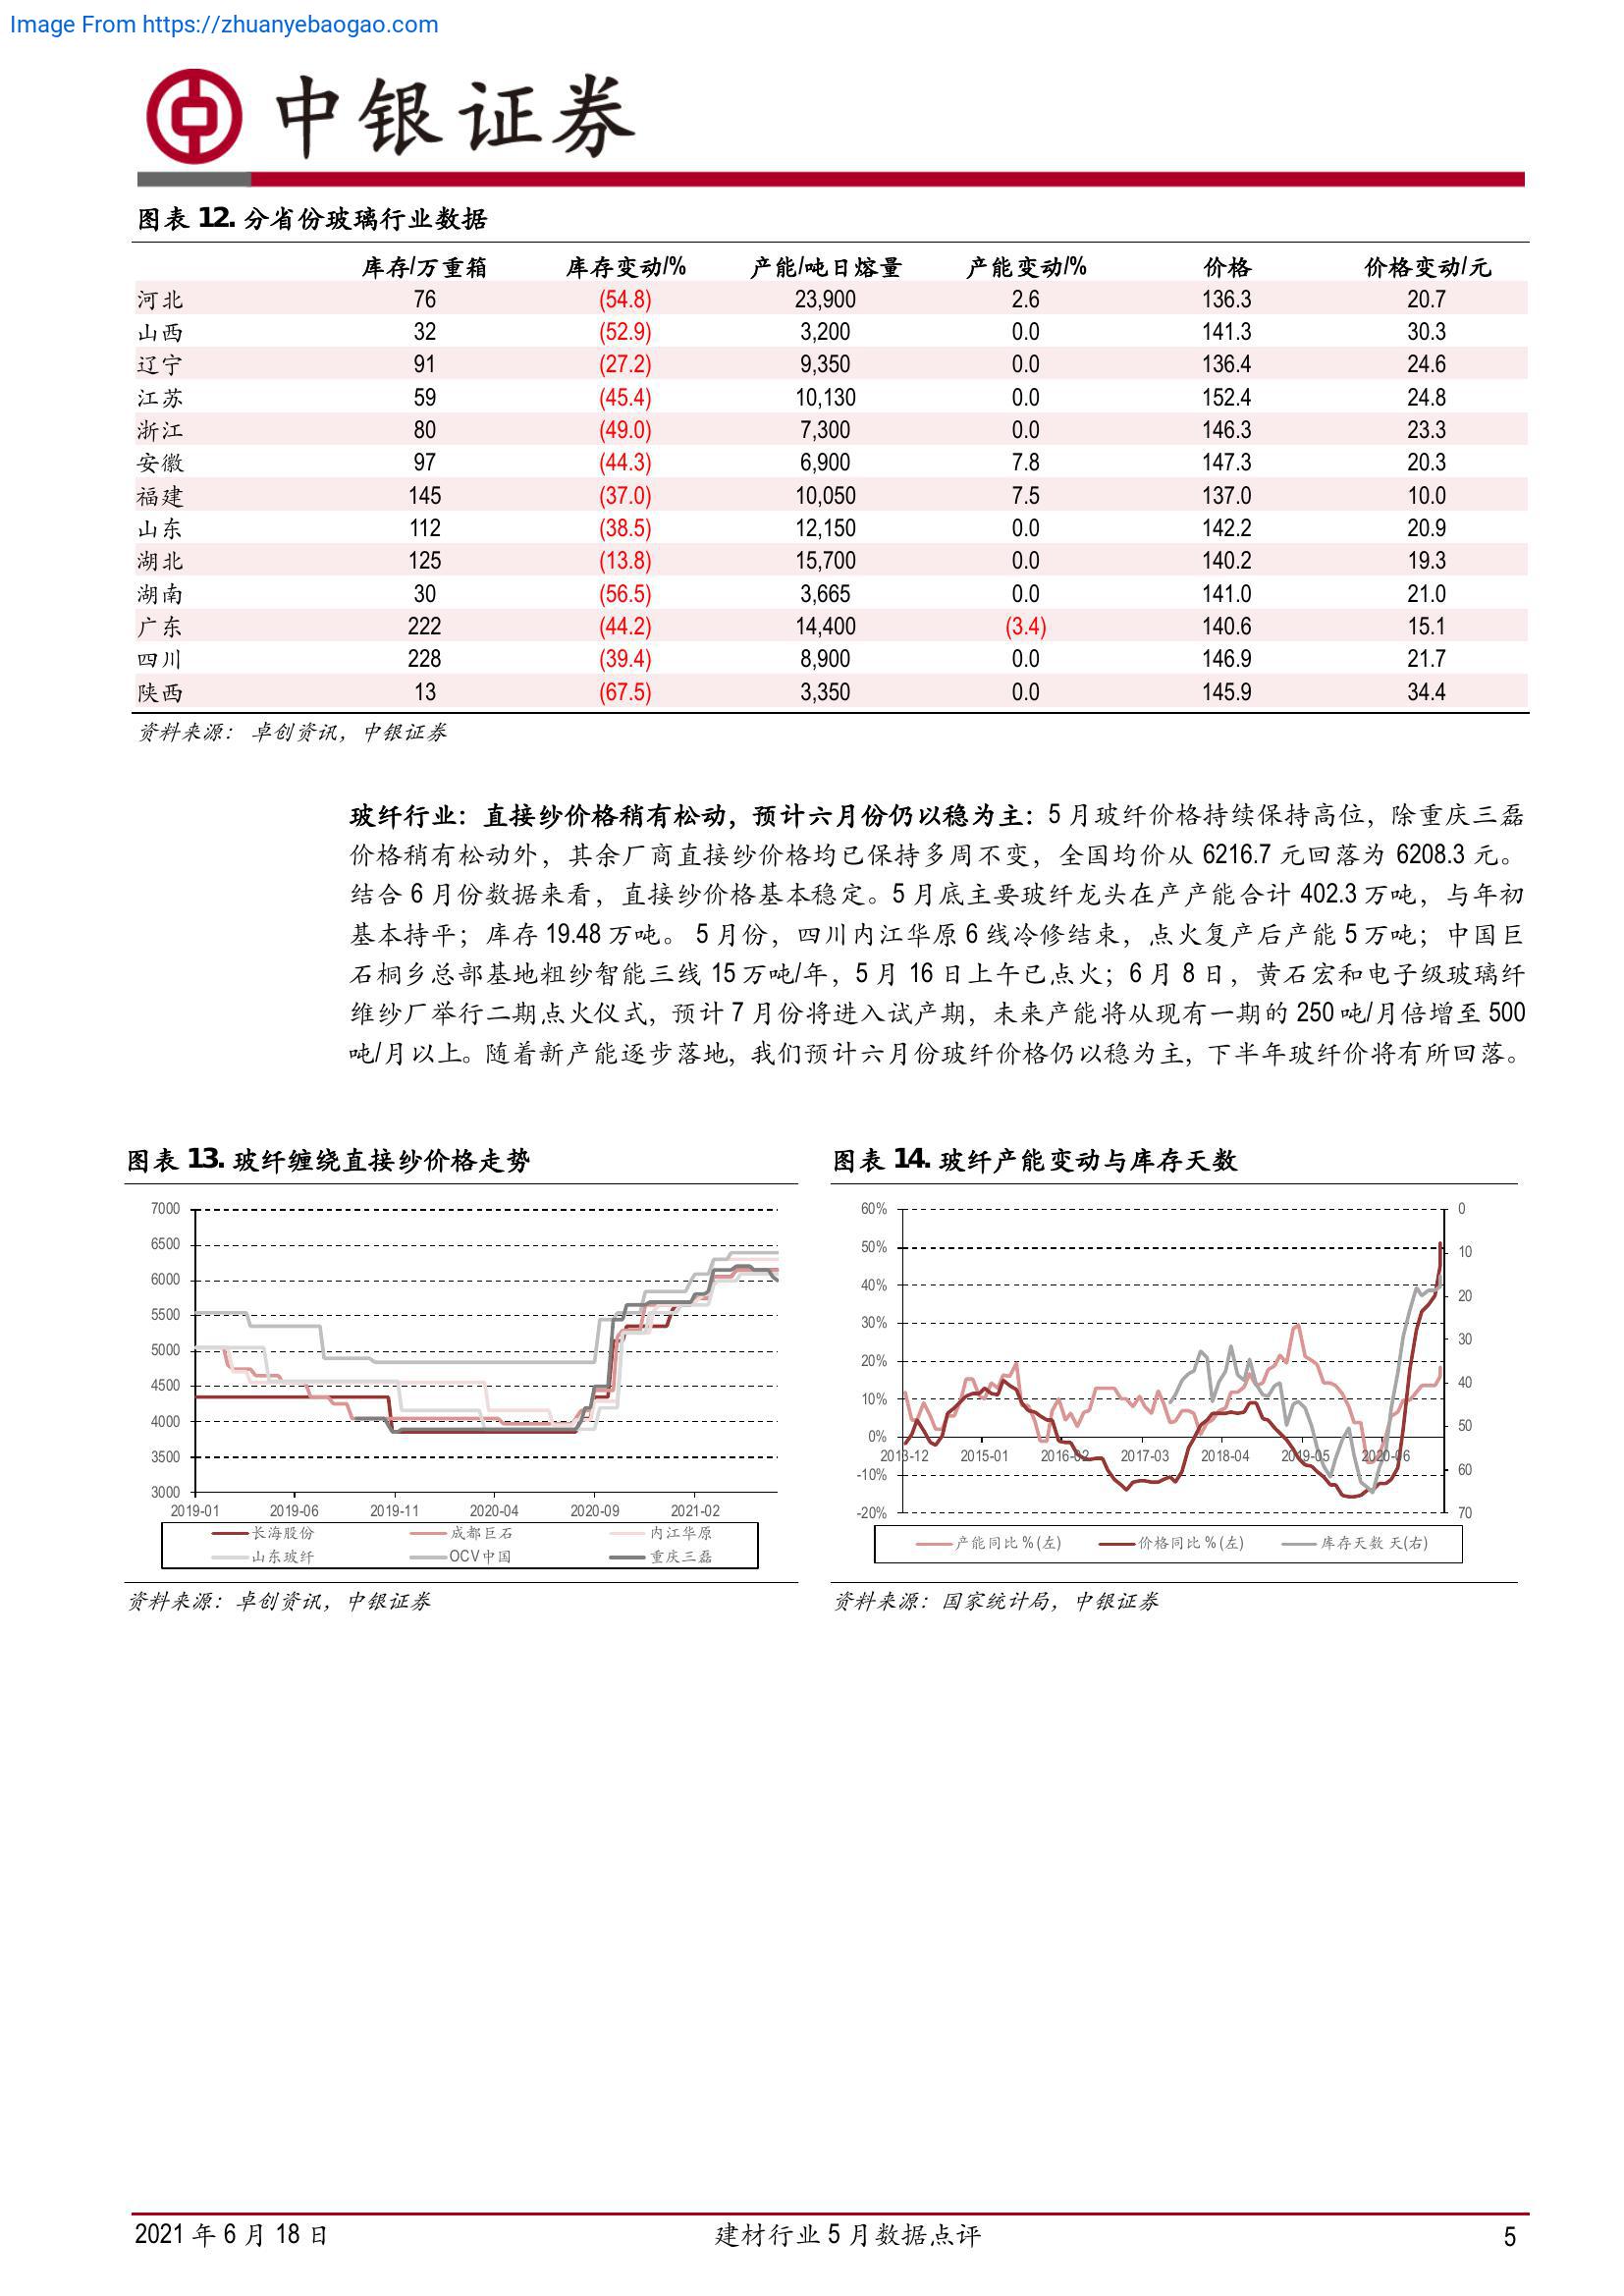 Image From https://zhuanyebaogao.com
中银证券
图表 12. 分省份玻璃行业数据
库存/万重箱 库存变动/% 产能/吨日熔量 产能变动/% 价格 价格变动/元
河北 76 (54.8) 23,900 2.6 136.3 20.7
山西 32 (52.9) 3,200 0.0 141.3 30.3
辽宁 91 (27.2) 9,350 0.0 136.4 24.6
江苏 59 (45.4) 10,130 0.0 152.4 24.8
浙江 80 (49.0) 7,300 0.0 146.3 23.3
安徽 97 (44.3) 6,900 7.8 147.3 20.3
福建 145 (37.0) 10,050 7.5 137.0 10.0
山东 112 (38.5) 12,150 0.0 142.2 20.9
湖北 125 (13.8) 15,700 0.0 140.2 19.3
湖南 30 (56.5) 3,665 0.0 141.0 21.0
广东 222 (44.2) 14,400 (3.4) 140.6 15.1
四川 228 (39.4) 8,900 0.0 146.9 21.7
陕西 13 (67.5) 3,350 0.0 145.9 34.4
资料来源： 卓创资讯，中银证券
玻纤行业：直接纱价格稍有松动，预计六月份仍以稳为主：5 月玻纤价格持续保持高位，除重庆三磊
价格稍有松动外，其余厂商直接纱价格均已保持多周不变，全国均价从 6216.7 元回落为 6208.3 元。
结合 6 月份数据来看，直接纱价格基本稳定。5 月底主要玻纤龙头在产产能合计 402.3 万吨，与年初
基本持平；库存 19.48 万吨。 5 月份，四川内江华原 6 线冷修结束，点火复产后产能 5 万吨；中国巨
石桐乡总部基地粗纱智能三线 15 万吨/年，5 月 16 日上午已点火；6 月 8 日，黄石宏和电子级玻璃纤
维纱厂举行二期点火仪式，预计 7 月份将进入试产期，未来产能将从现有一期的 250 吨/月倍增至 500
吨/月以上。随着新产能逐步落地，我们预计六月份玻纤价格仍以稳为主，下半年玻纤价将有所回落。
图表 13. 玻纤缠绕直接纱价格走势
7000
6500
6000
5500
5000
4500
4000
3500
3000
2019-01 2019-06 2019-11 2020-04 2020-09 2021-02
长海股份 成都巨石 内江华原
山东玻纤 OCV中国 重庆三磊
资料来源：卓创资讯，中银证券
图表 14. 玻纤产能变动与库存天数
60% 0
50% 10
40% 20
30% 30
20% 40
10% 50
0% 60
-10% 70
-20%
2013-12 2015-01 2016-02 2017-03 2018-04 2019-05 2020-06
产能同比 %(左) 价格同比 %(左) 库存天数 天(右)
资料来源：国家统计局，中银证券
2021 年 6 月 18 日 建材行业 5 月数据点评 5